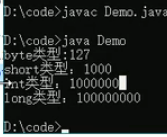 D:\code>javac Demo.java
D:\code>java Demo
byte类型:127
short类型: 1000
int类型: 1000000
long类型: 100000000
D:\code>